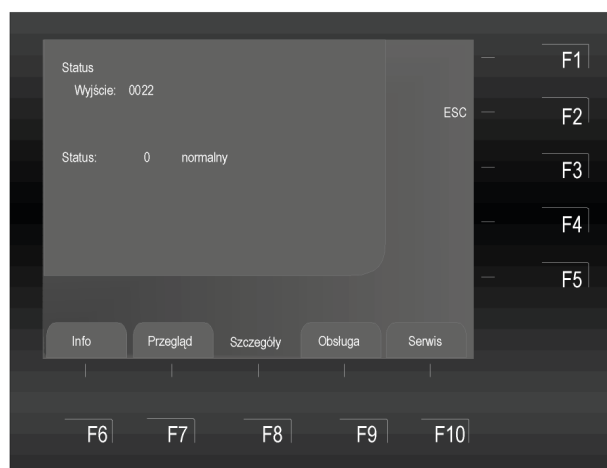 Status
Wyjście: 0022
Status: 0 normalny
ESC
F1
F2
F3
F4
F5
Info Przegląd Szczegóły Obsługa Serwis
F6 F7 F8 F9 F10